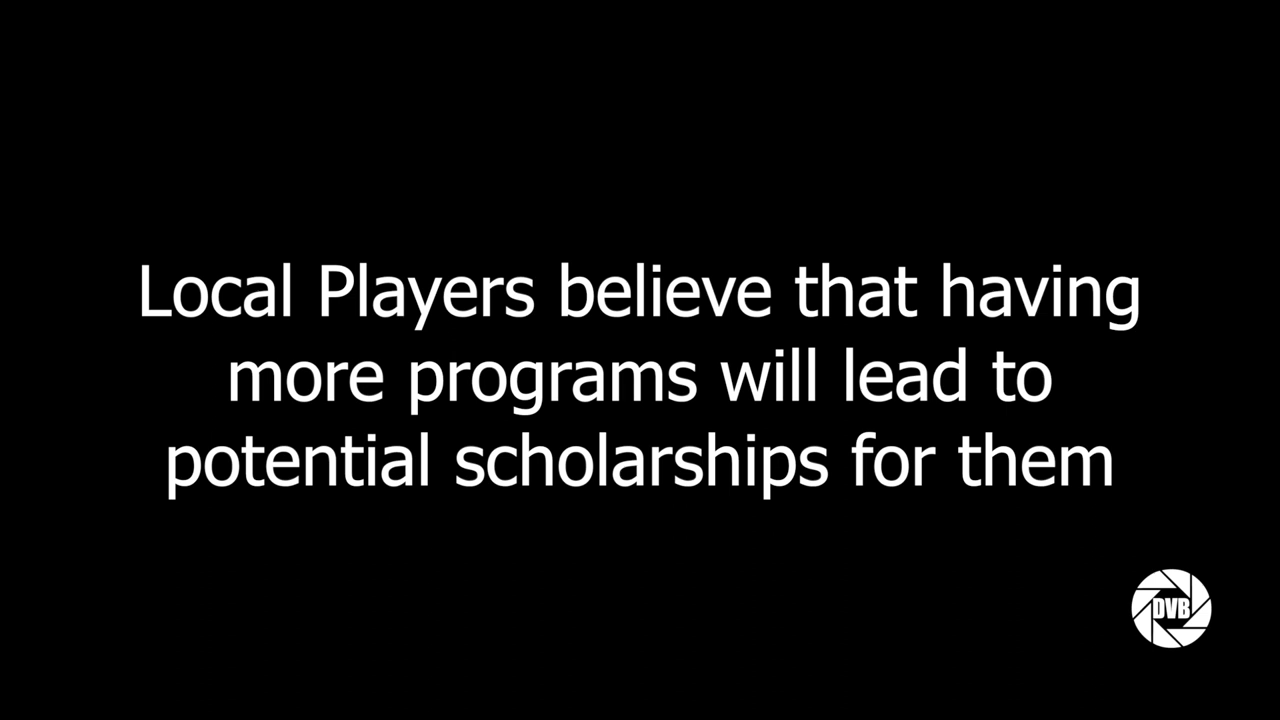 Local Players believe that having
more programs will lead to
potential scholarships for them
DVB